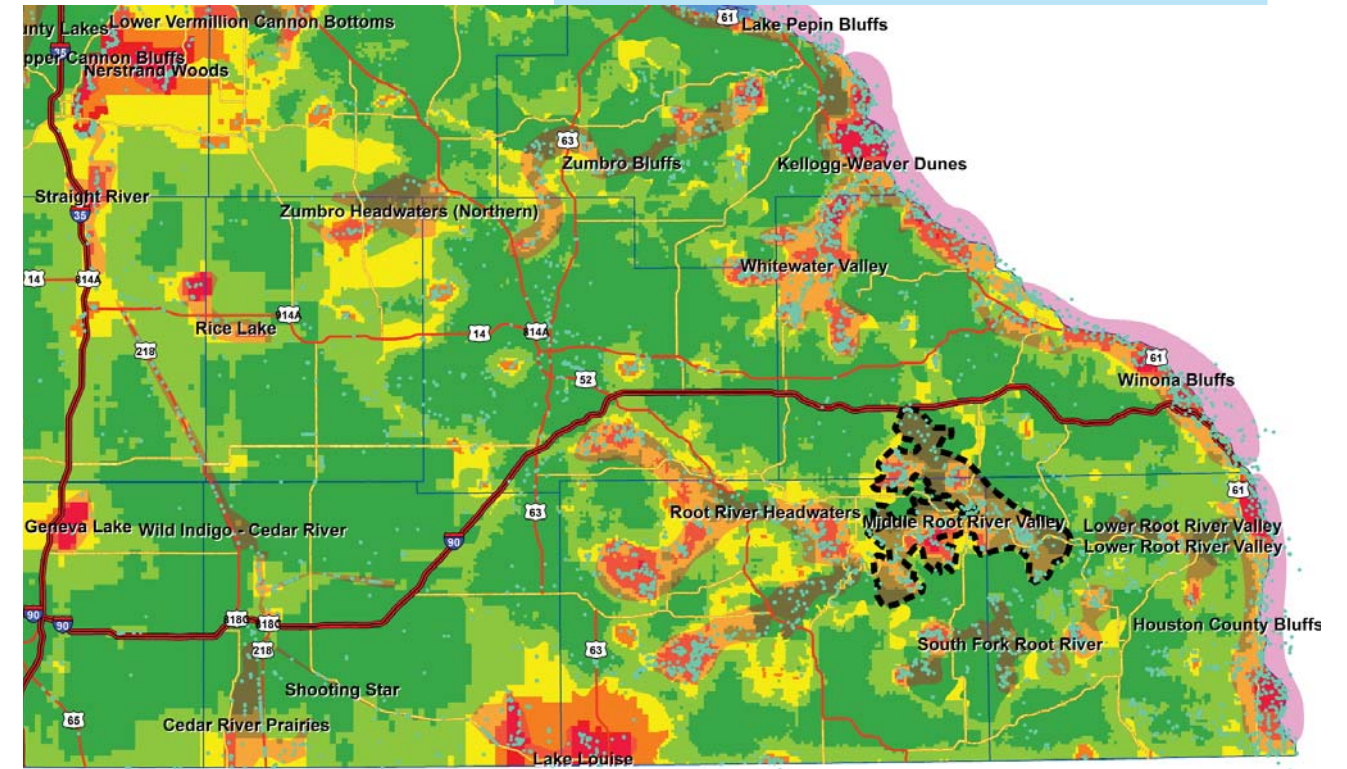 61
Lake Pepin Bluffs
unty Lakes
Lower Vermillion Cannon Bottoms
35
pper Cannon Bluffs
Nerstrand Woods
63
Zumbro Bluffs
Kellogg-Weaver Dunes
Straight River
35
Zumbro Headwaters (Northern)
Whitewater Valley
14
814A
914A
Rice Lake
14
814A
218
61
52
Winona Bluffs
61
63
Root River Headwaters
Middle Root River Valley
Lower Root River Valley
Lower Root River Valley
Geneva Lake
Wild Indigo - Cedar River
90
90
90
818C
218
63
South Fork Root River
Houston County Bluffs
Shooting Star
65
Cedar River Prairies
Lake Louise